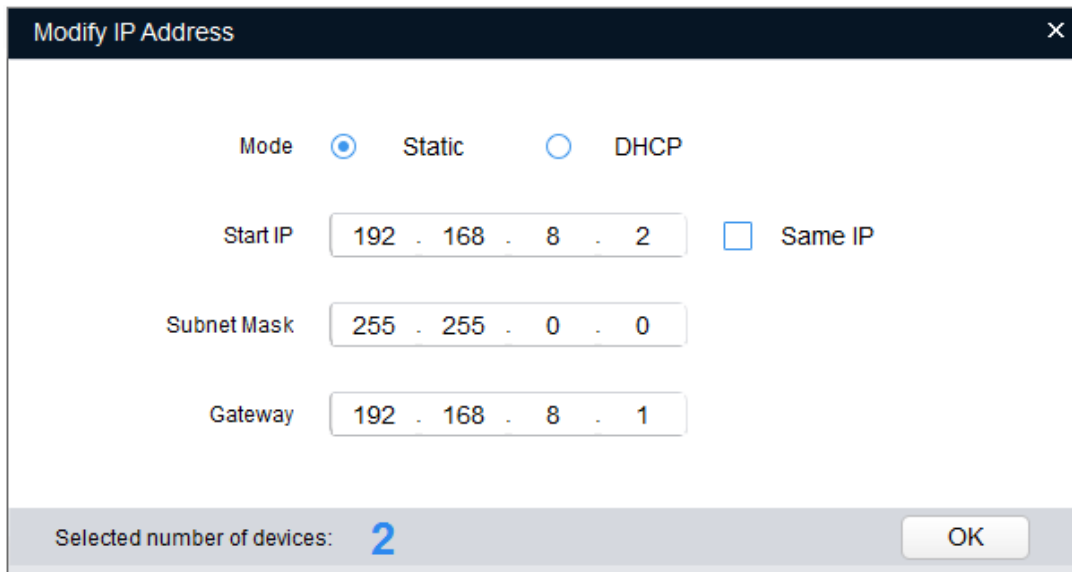 Modify IP Address
Mode Static DHCP
Start IP 192 . 168 . 8 . 2 Same IP
Subnet Mask 255 . 255 . 0 . 0
Gateway 192 . 168 . 8 . 1
Selected number of devices: 2 OK